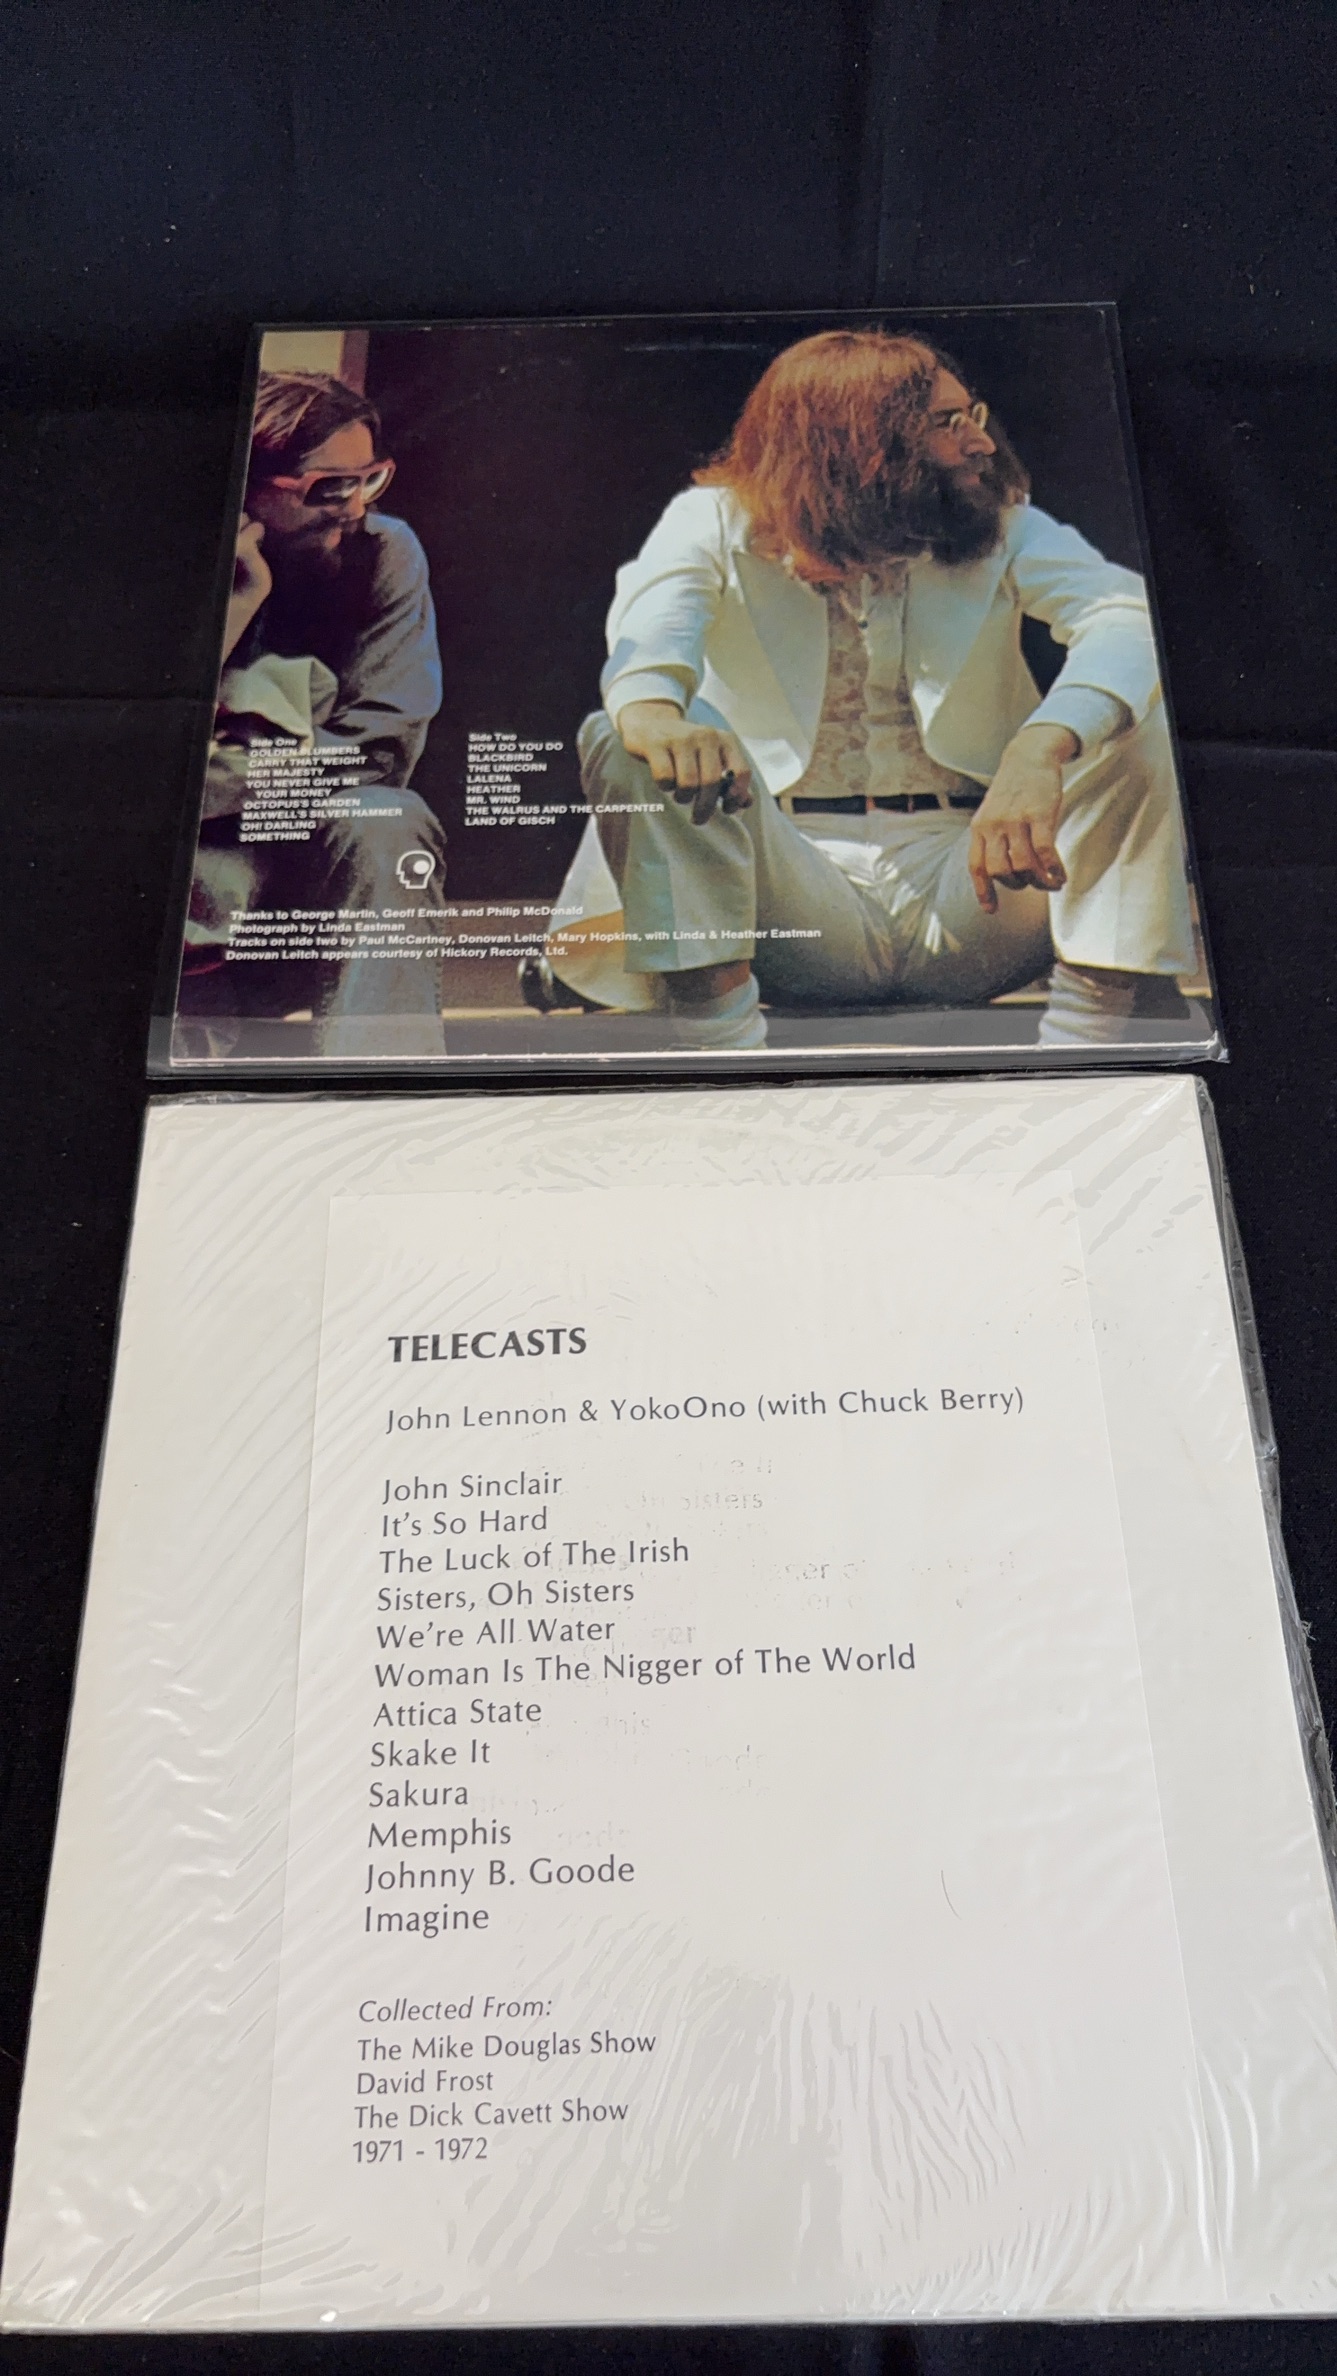 Side One
GOLDEN SLUMBERS
CARRY THAT WEIGHT
HER MAJESTY
YOU NEVER GIVE ME
YOUR MONEY
OCTOPUS'S GARDEN
MAXWELL'S SILVER HAMMER
OH! DARLING
SOMETHING
Side Two
HOW DO YOU DO
BLACKBIRD
THE UNICORN
LALENA
HEATHER
MR. WIND
THE WALRUS AND THE CARPENTER
LAND OF GISCH
Thanks to George Martin, Geoff Emerik and Philip McDonald
Photograph by Linda Eastman
Tracks on side two by Paul McCartney, Donovan Leitch, Mary Hopkins, with Linda & Heather Eastman
Donovan Leitch appears courtesy of Hickory Records, Ltd.
TELECASTS
John Lennon & YokoOno (with Chuck Berry)
John Sinclair
It's So Hard
The Luck of The Irish
Sisters, Oh Sisters
We're All Water
Woman Is The Nigger of The World
Attica State
Skake It
Sakura
Memphis
Johnny B. Goode
Imagine
Collected From:
The Mike Douglas Show
David Frost
The Dick Cavett Show
1971 - 1972